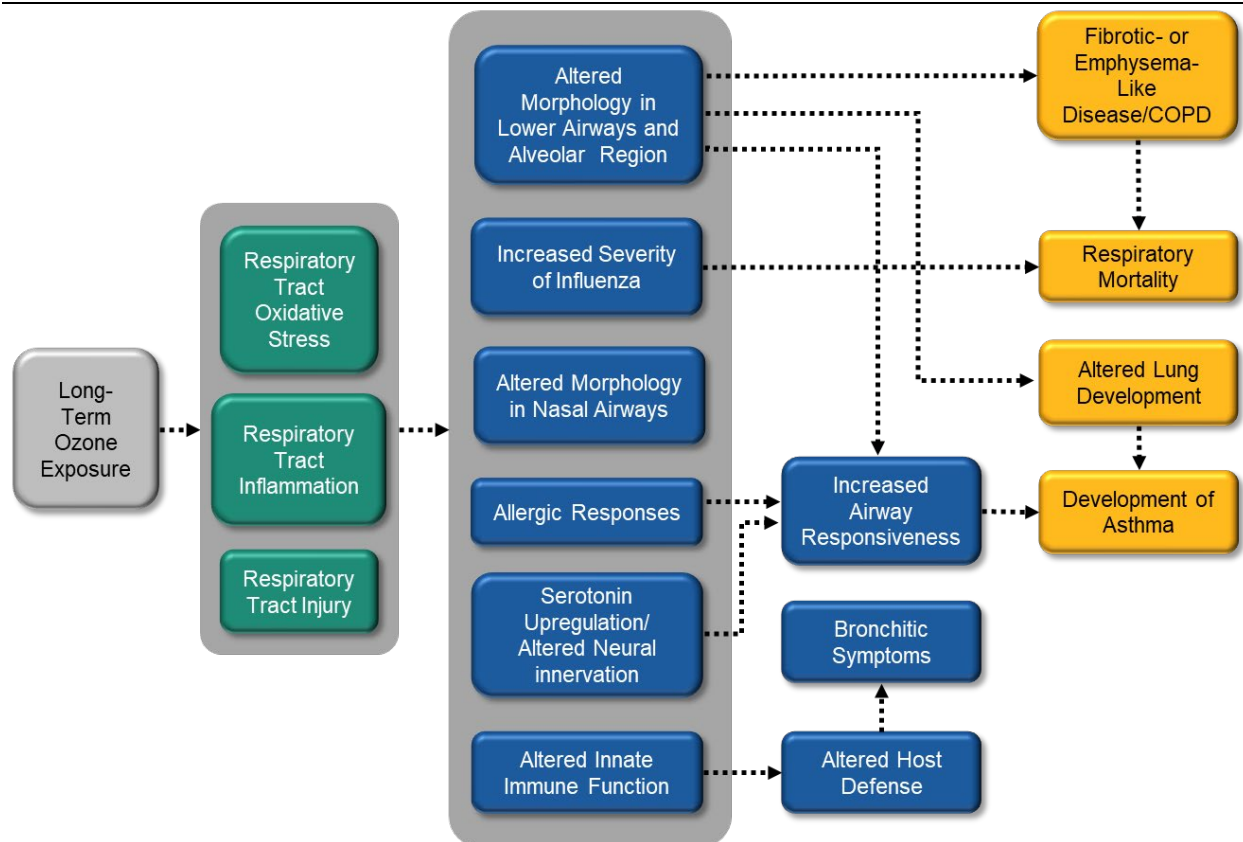 Long-
Term
Ozone
Exposure
Respiratory
Tract
Oxidative
Stress
Respiratory
Tract
Inflammation
Respiratory
Tract Injury
Altered
Morphology in
Lower Airways and
Alveolar Region
Increased Severity
of Influenza
Altered Morphology
in Nasal Airways
Allergic Responses
Serotonin
Upregulation/
Altered Neural
innervation
Altered Innate
Immune Function
Increased
Airway
Responsiveness
Bronchitic
Symptoms
Altered Host
Defense
Fibrotic- or
Emphysema-
Like
Disease/COPD
Respiratory
Mortality
Altered Lung
Development
Development of
Asthma